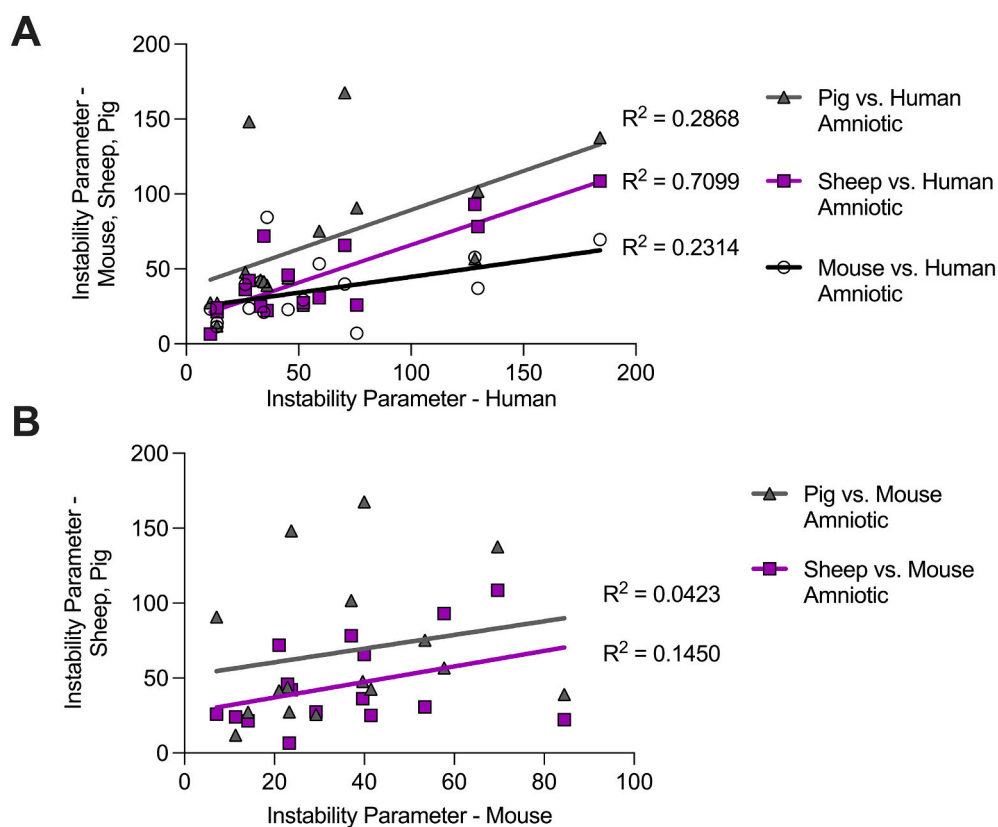 A
Instability Parameter -
Mouse, Sheep, Pig
200
150
100
50
0
0
50
100
150
200
Instability Parameter - Human
R² = 0.2868
R² = 0.7099
R² = 0.2314
Pig vs. Human
Amniotic
Sheep vs. Human
Amniotic
Mouse vs. Human
Amniotic
B
Instability Parameter -
Sheep, Pig
200
150
100
50
0
0
20
40
60
80
100
Instability Parameter - Mouse
R² = 0.0423
R² = 0.1450
Pig vs. Mouse
Amniotic
Sheep vs. Mouse
Amniotic